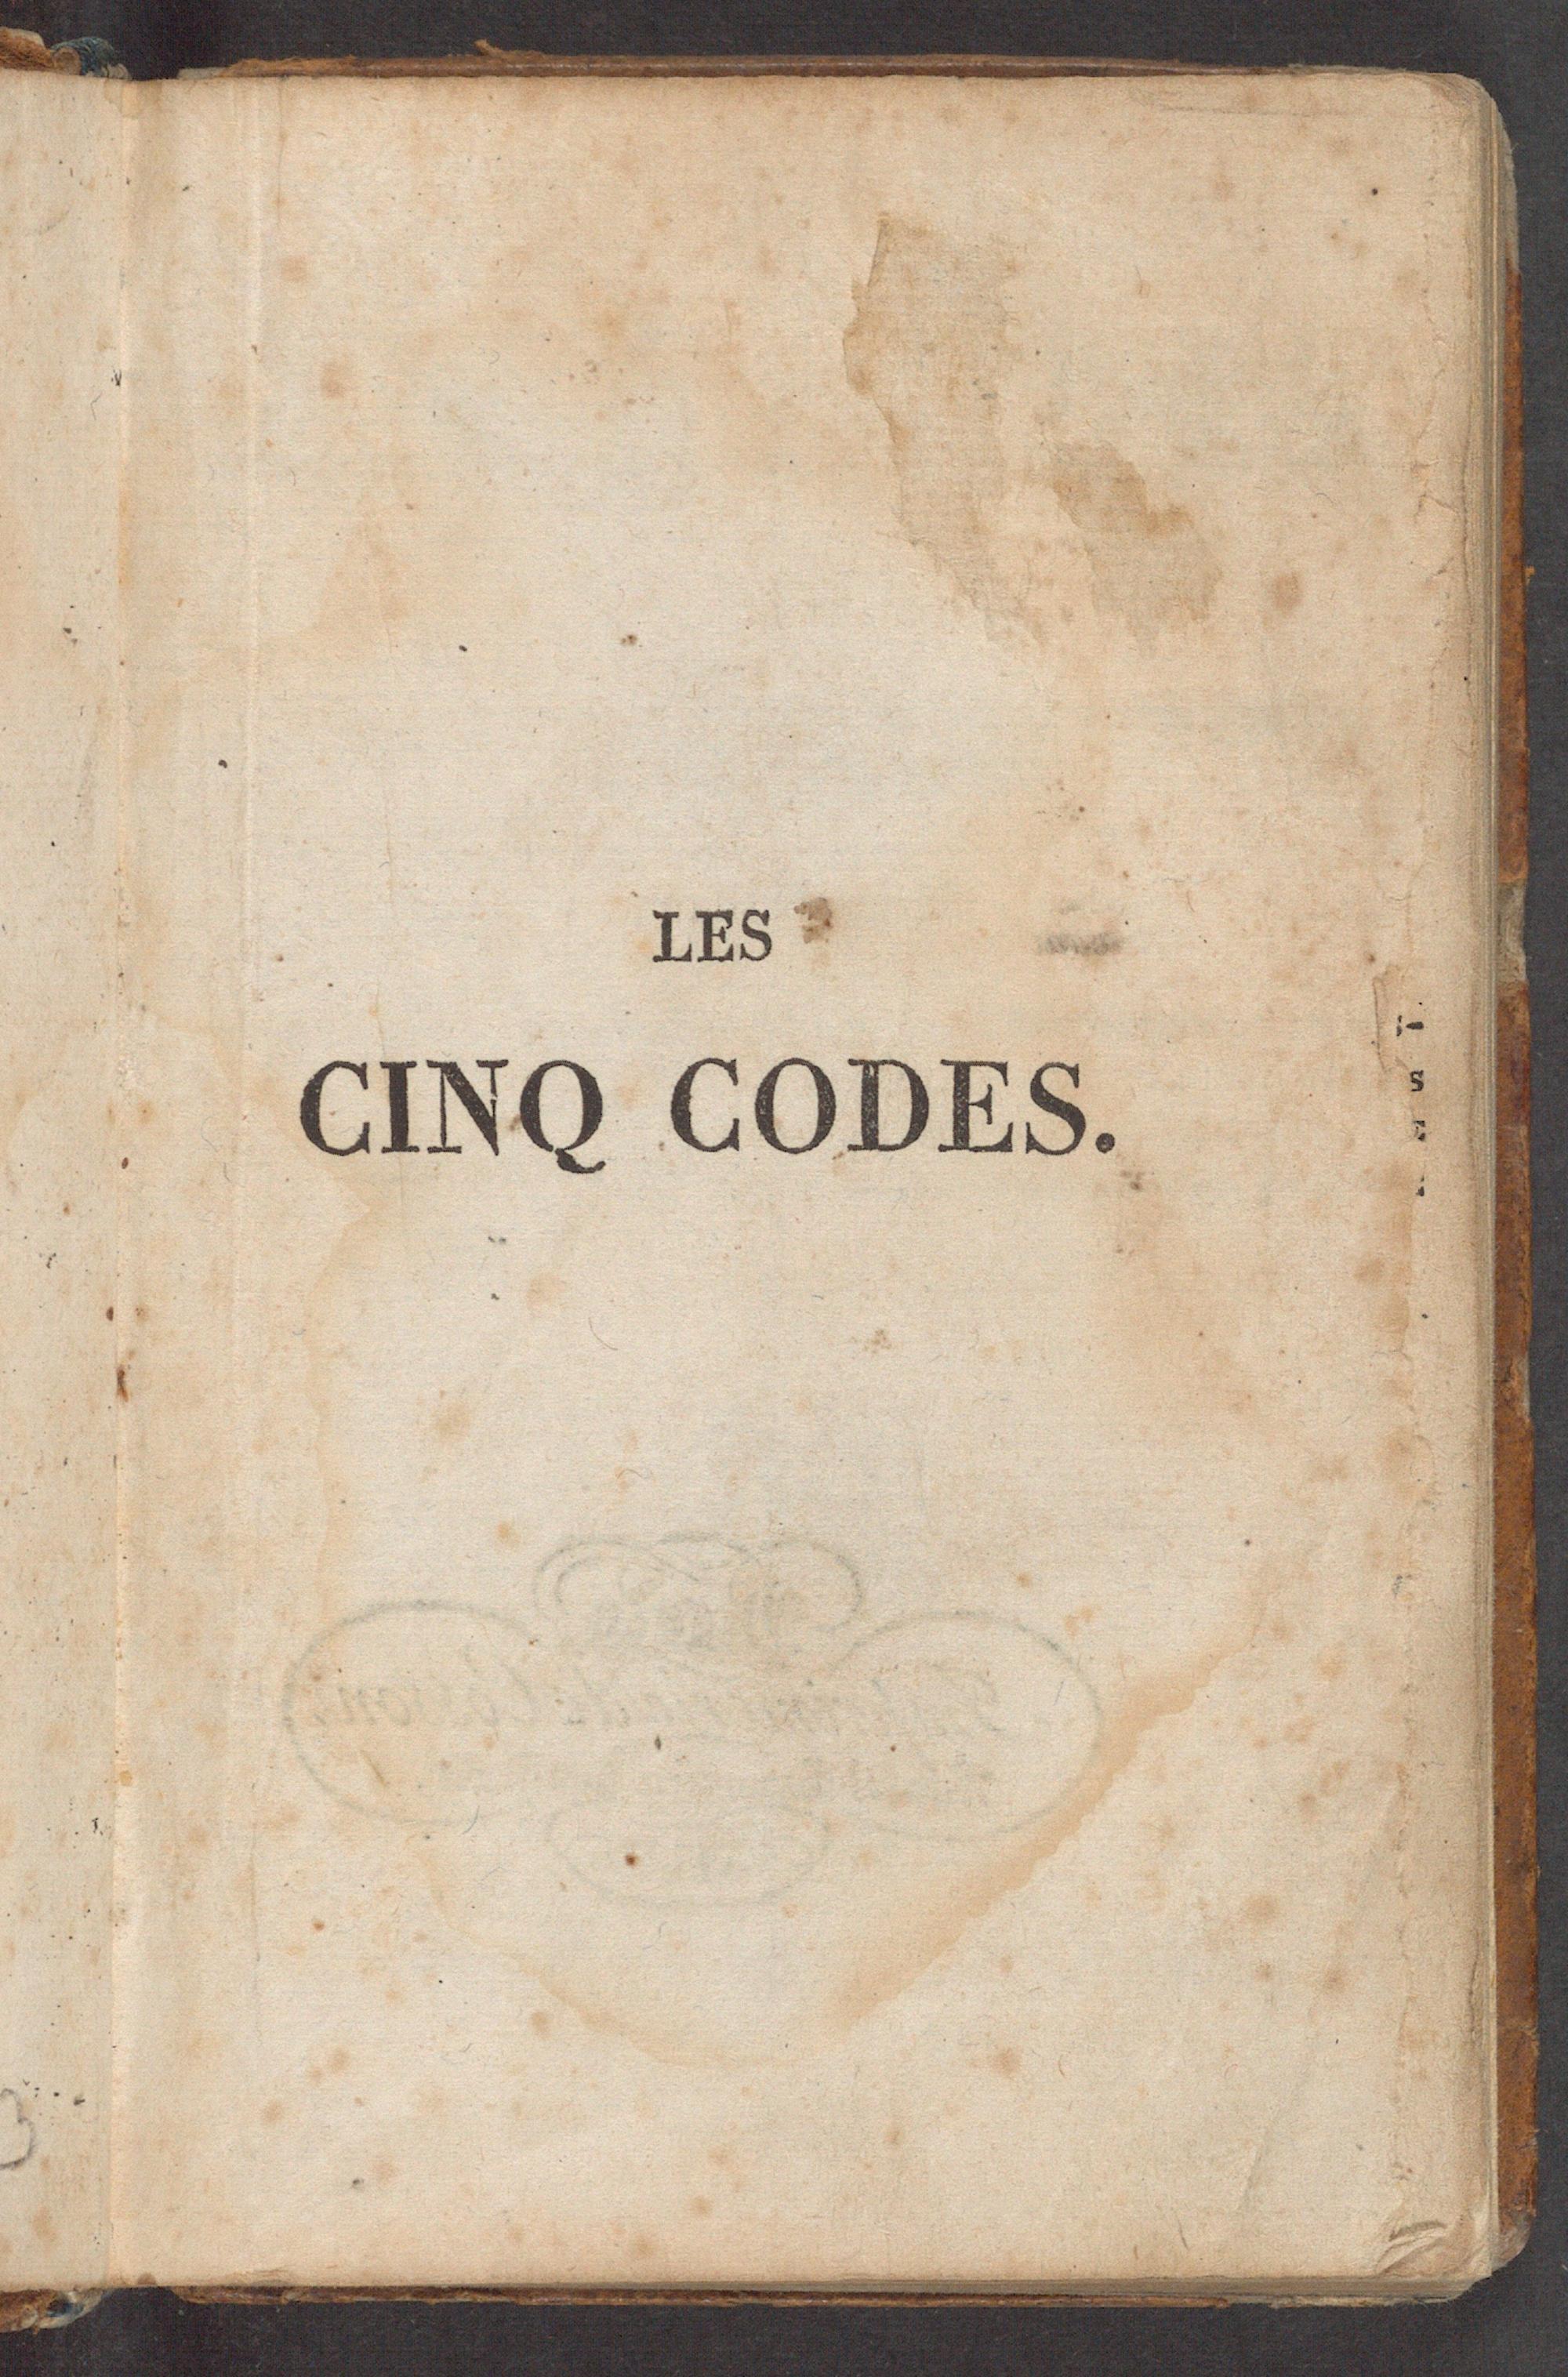 LES
CINQ CODES.